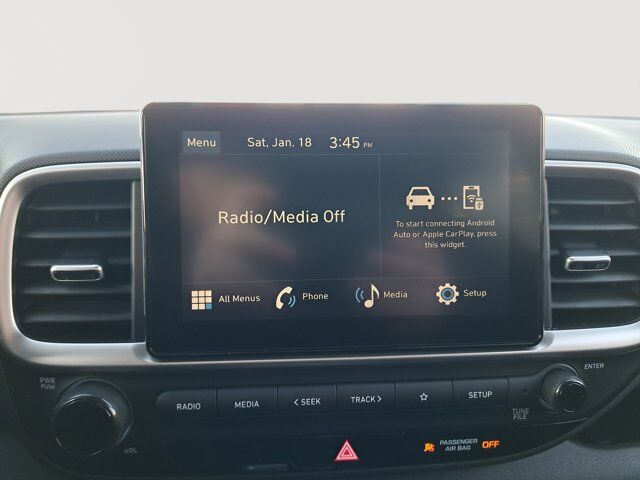 Menu Sat, Jan. 18 3:45 PM
Radio/Media Off
To start connecting Android
Auto or Apple CarPlay, press
this widget.
All Menus Phone Media Setup
PWR
PUSH
VOL
RADIO MEDIA < SEEK TRACK > SETUP
ENTER
TUNE
FILE
PASSENGER
AIR BAG OFF